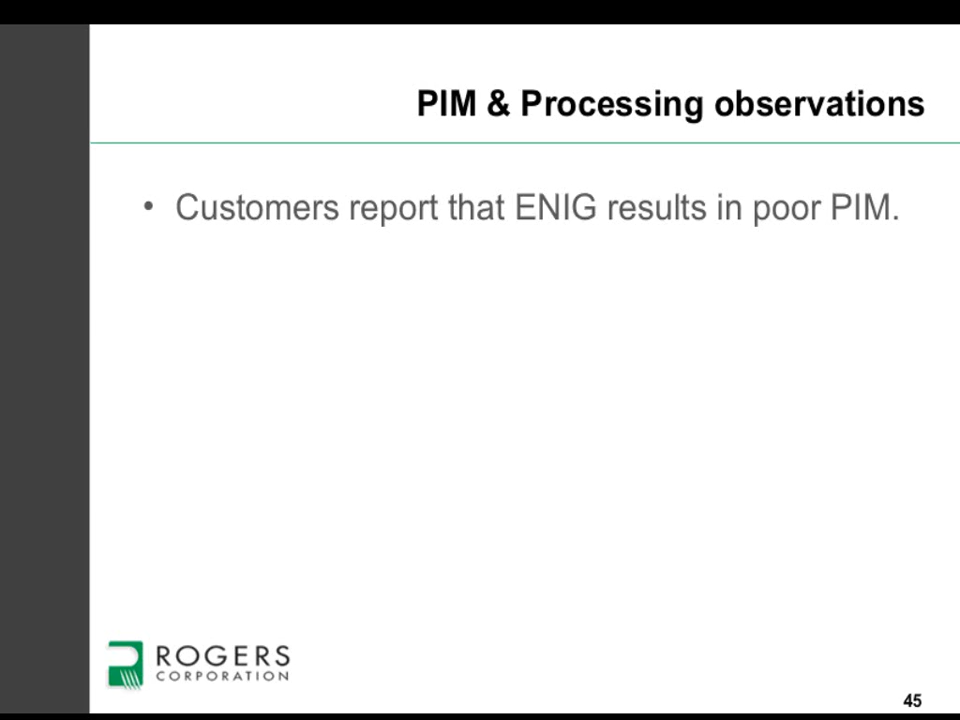 PIM & Processing observations
• Customers report that ENIG results in poor PIM.
ROGERS
CORPORATION
45